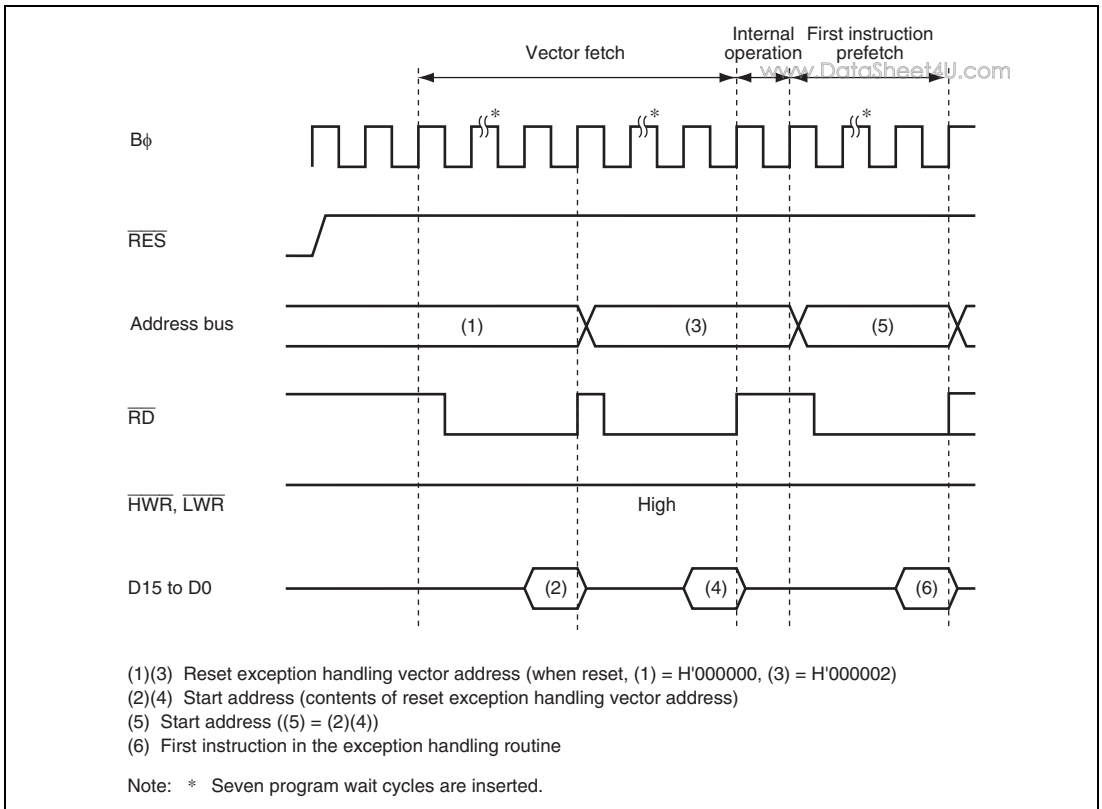 Internal First instruction
Vector fetch operation prefetch
www.DataSheet4U.com
* * *
Bϕ
RES
Address bus (1) (3) (5)
RD
HWR, LWR High
D15 to D0 (2) (4) (6)
(1)(3) Reset exception handling vector address (when reset, (1) = H'000000, (3) = H'000002)
(2)(4) Start address (contents of reset exception handling vector address)
(5) Start address ((5) = (2)(4))
(6) First instruction in the exception handling routine
Note: * Seven program wait cycles are inserted.